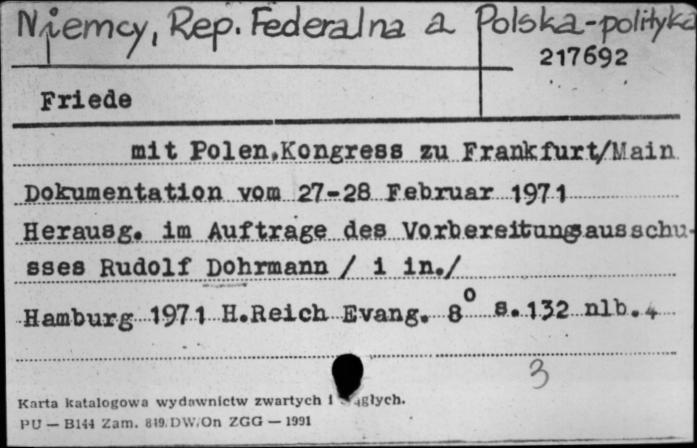 Niemcy, Rep. Federalna a Polska-polityka
217692
Friede
mit Polen,Kongress zu Frankfurt/Main
Dokumentation vom 27-28 Februar 1971
Herausg. im Auftrage des Vorbereitungsausschu-
sses Rudolf Dohrmann / i in./
Hamburg 1971 H.Reich Evang. 8° s.132 nlb.4
3
Karta katalogowa wydawnictw zwartych i ciągłych.
PU — B144 Zam. 819.DW/On ZGG — 1991